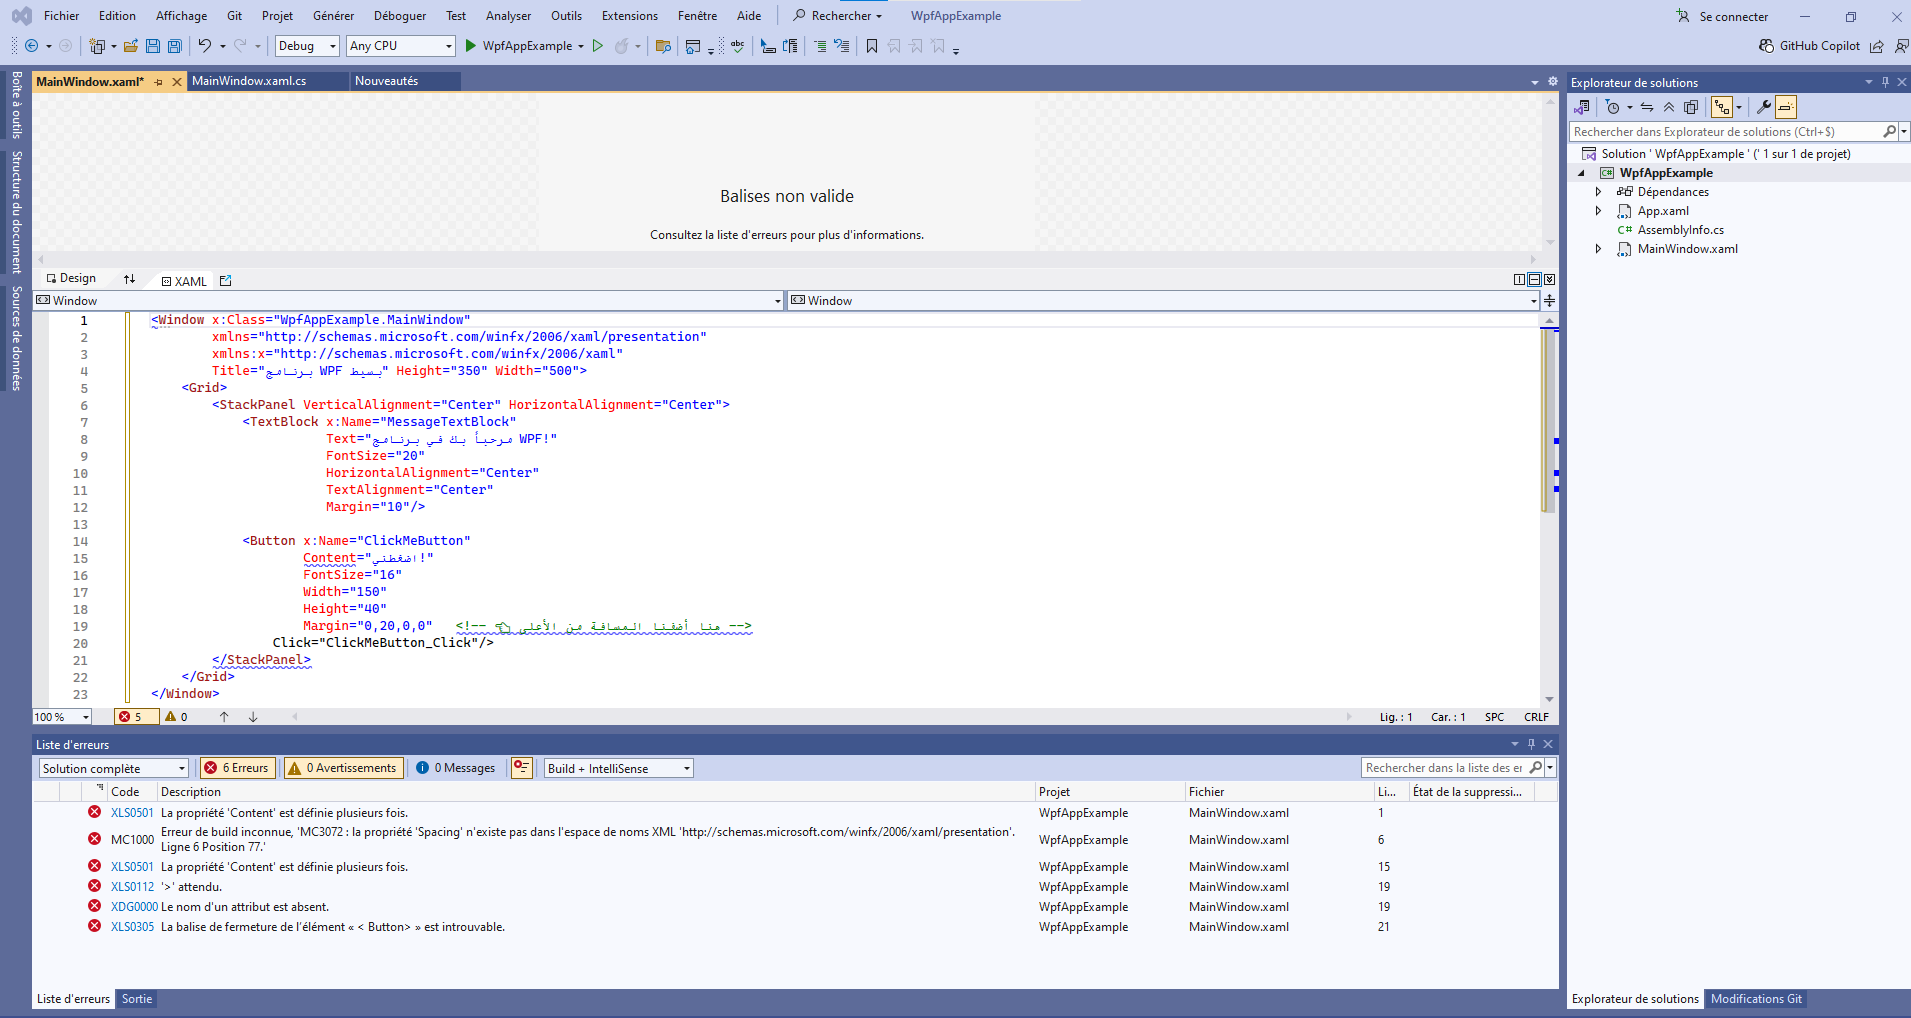 Fichier Edition Affichage Git Projet Générer Déboguer Test Analyser Outils Extensions Fenêtre Aide Rechercher WpfAppExample Se connecter
Debug Any CPU WpfAppExample abc GitHub Copilot
MainWindow.xaml* MainWindow.xaml.cs Nouveautés
Boîte à outils
Structure du document
Sources de données
Balises non valide
Consultez la liste d'erreurs pour plus d'informations.
Design XAML
Window Window
1 <Window x:Class="WpfAppExample.MainWindow"
2 xmlns="http://schemas.microsoft.com/winfx/2006/xaml/presentation"
3 xmlns:x="http://schemas.microsoft.com/winfx/2006/xaml"
4 Title="برنامج WPF بسيط" Height="350" Width="500">
5 <Grid>
6 <StackPanel VerticalAlignment="Center" HorizontalAlignment="Center">
7 <TextBlock x:Name="MessageTextBlock"
8 Text="مرحباً بك في برنامج WPF!"
9 FontSize="20"
10 HorizontalAlignment="Center"
11 TextAlignment="Center"
12 Margin="10"/>
13
14 <Button x:Name="ClickMeButton"
15 Content="اضغطني!"
16 FontSize="16"
17 Width="150"
18 Height="40"
19 Margin="0,20,0,0" <!-- 👈 هنا أضفنا المسافة من الأعلى -->
20 Click="ClickMeButton_Click"/>
21 </StackPanel>
22 </Grid>
23 </Window>
100 % 5 0 Lig. : 1 Car. : 1 SPC CRLF
Liste d'erreurs
Solution complète 6 Erreurs 0 Avertissements 0 Messages Build + IntelliSense Rechercher dans la liste des er
Code Description Projet Fichier Li... État de la suppressi...
XLS0501 La propriété 'Content' est définie plusieurs fois. WpfAppExample MainWindow.xaml 1
MC1000 Erreur de build inconnue, 'MC3072 : la propriété 'Spacing' n'existe pas dans l'espace de noms XML 'http://schemas.microsoft.com/winfx/2006/xaml/presentation'. WpfAppExample MainWindow.xaml 6
Ligne 6 Position 77.'
XLS0501 La propriété 'Content' est définie plusieurs fois. WpfAppExample MainWindow.xaml 15
XLS0112 '>' attendu. WpfAppExample MainWindow.xaml 19
XDG0000 Le nom d'un attribut est absent. WpfAppExample MainWindow.xaml 19
XLS0305 La balise de fermeture de l'élément « < Button> » est introuvable. WpfAppExample MainWindow.xaml 21
Liste d'erreurs Sortie
Explorateur de solutions
Rechercher dans Explorateur de solutions (Ctrl+$)
Solution ' WpfAppExample ' (' 1 sur 1 de projet)
C# WpfAppExample
Dépendances
App.xaml
C# AssemblyInfo.cs
MainWindow.xaml
Explorateur de solutions Modifications Git